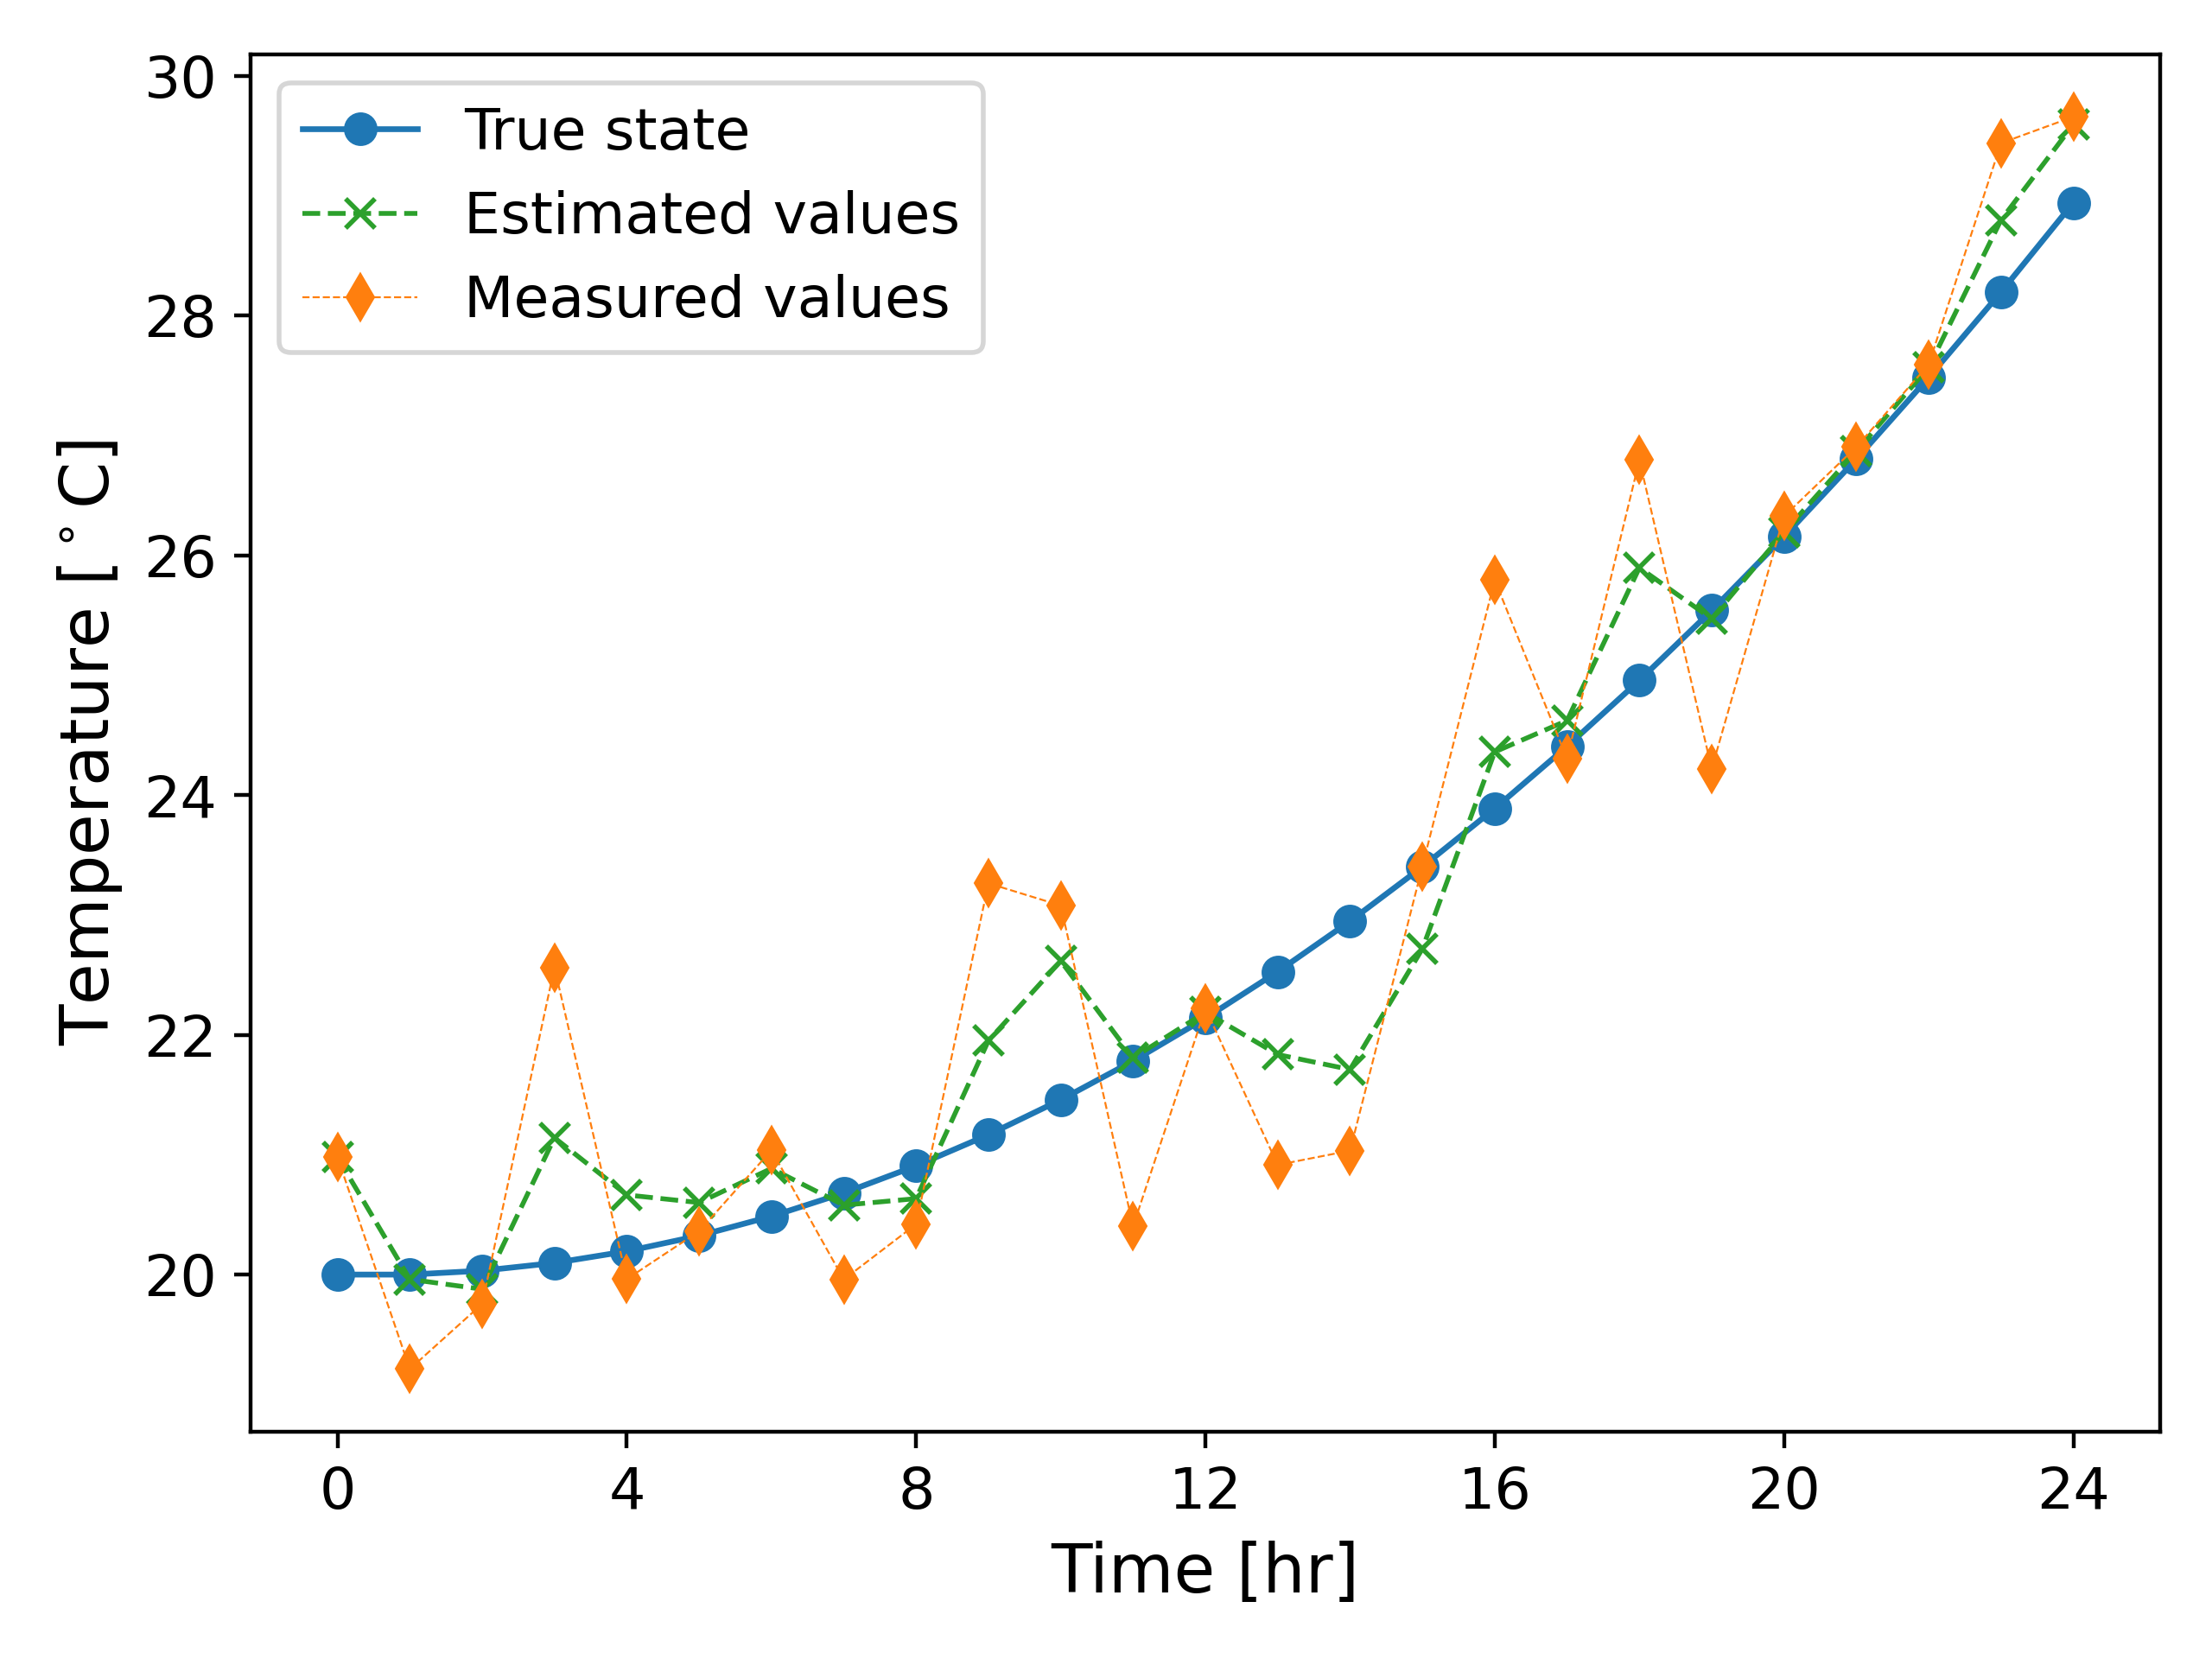 30
28
26
24
22
20
Temperature [°C]
True state
Estimated values
Measured values
0 4 8 12 16 20 24
Time [hr]